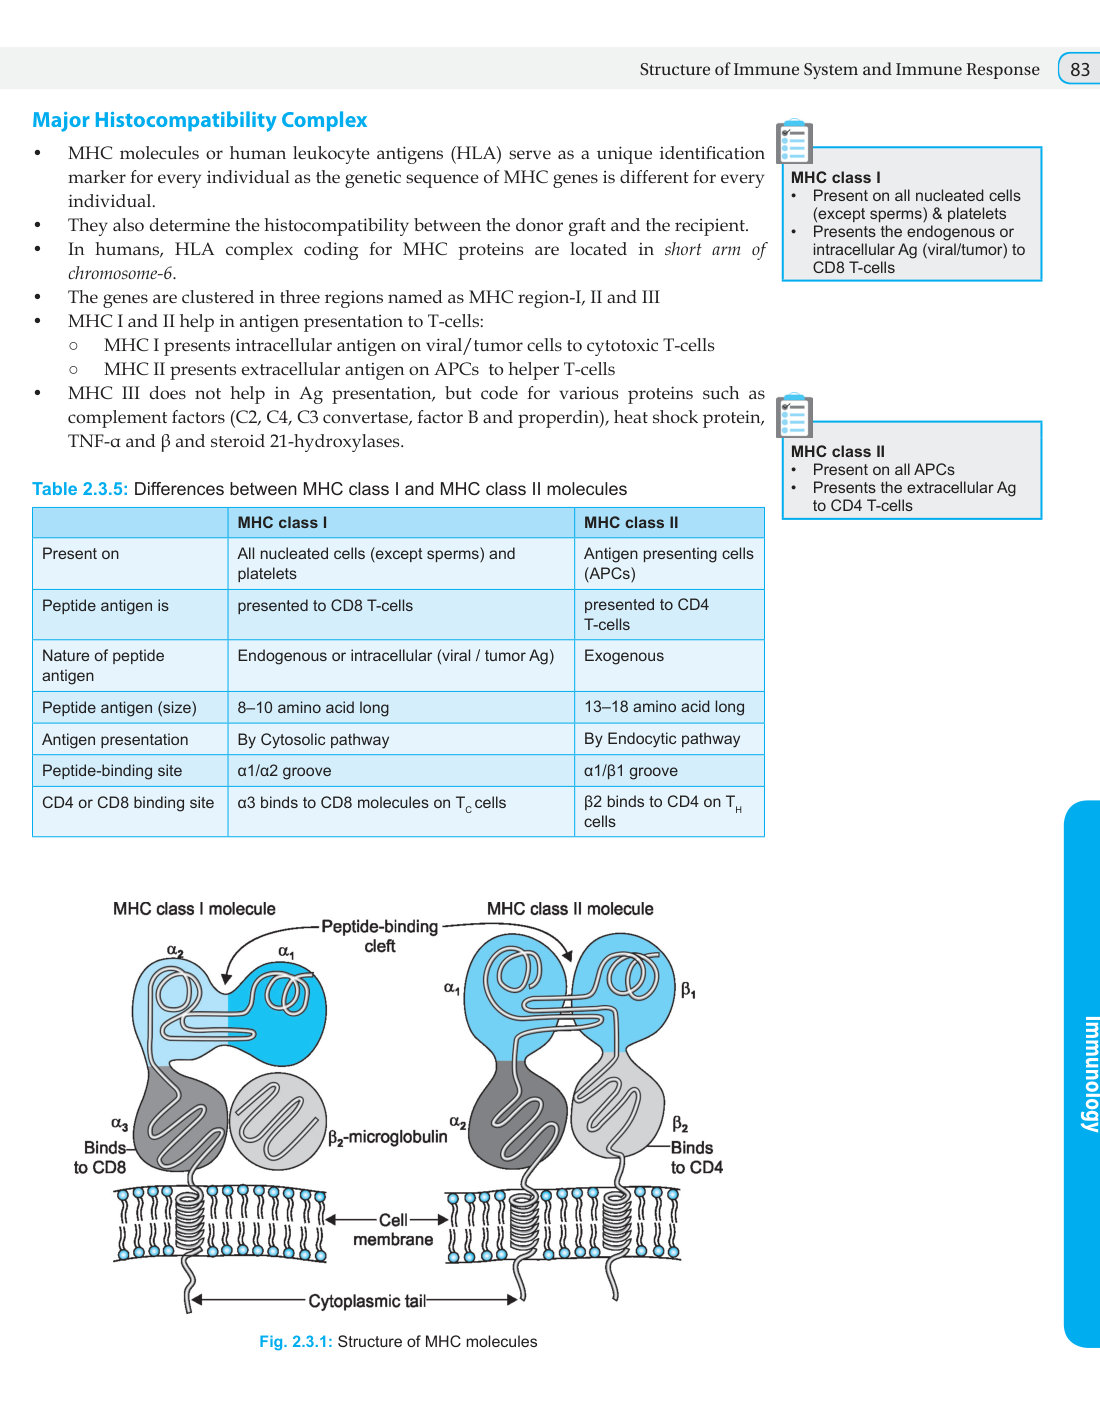 Structure of Immune System and Immune Response 83
Major Histocompatibility Complex
• MHC molecules or human leukocyte antigens (HLA) serve as a unique identification
marker for every individual as the genetic sequence of MHC genes is different for every
individual.
• They also determine the histocompatibility between the donor graft and the recipient.
• In humans, HLA complex coding for MHC proteins are located in short arm of
chromosome-6.
• The genes are clustered in three regions named as MHC region-I, II and III
• MHC I and II help in antigen presentation to T-cells:
○ MHC I presents intracellular antigen on viral/tumor cells to cytotoxic T-cells
○ MHC II presents extracellular antigen on APCs to helper T-cells
• MHC III does not help in Ag presentation, but code for various proteins such as
complement factors (C2, C4, C3 convertase, factor B and properdin), heat shock protein,
TNF-α and β and steroid 21-hydroxylases.
MHC class I
• Present on all nucleated cells
(except sperms) & platelets
• Presents the endogenous or
intracellular Ag (viral/tumor) to
CD8 T-cells
MHC class II
• Present on all APCs
• Presents the extracellular Ag
to CD4 T-cells
Table 2.3.5: Differences between MHC class I and MHC class II molecules
MHC class I MHC class II
Present on All nucleated cells (except sperms) and Antigen presenting cells
platelets (APCs)
Peptide antigen is presented to CD8 T-cells presented to CD4
T-cells
Nature of peptide Endogenous or intracellular (viral / tumor Ag) Exogenous
antigen
Peptide antigen (size) 8–10 amino acid long 13–18 amino acid long
Antigen presentation By Cytosolic pathway By Endocytic pathway
Peptide-binding site α1/α2 groove α1/β1 groove
CD4 or CD8 binding site α3 binds to CD8 molecules on TC cells β2 binds to CD4 on TH
cells
MHC class I molecule MHC class II molecule
Peptide-binding
cleft
α2 α1
α1 β1
α3 β2-microglobulin α2 β2
Binds
to CD8
Binds
to CD4
Cell
membrane
Cytoplasmic tail
Fig. 2.3.1: Structure of MHC molecules
Immunology